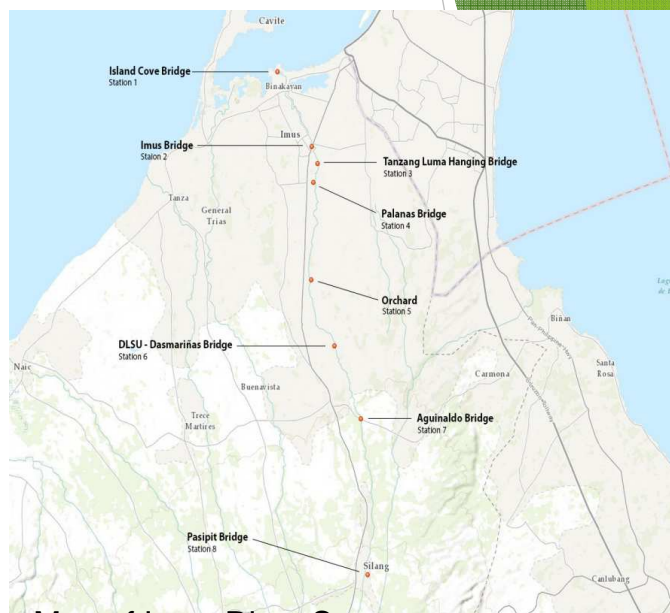 Cavite
Island Cove Bridge
Station 1
Binakayan
Imus
Imus Bridge
Staion 2
Tanzang Luma Hanging Bridge
Station 3
Tanza
General
Trias
Palanas Bridge
Station 4
Orchard
Station 5
Biñan
DLSU - Dasmariñas Bridge
Station 6
Santa
Rosa
Naic
Buenavista
Carmona
Trece
Martires
Aguinaldo Bridge
Station 7
Pasipit Bridge
Station 8
Silang
Canlubang